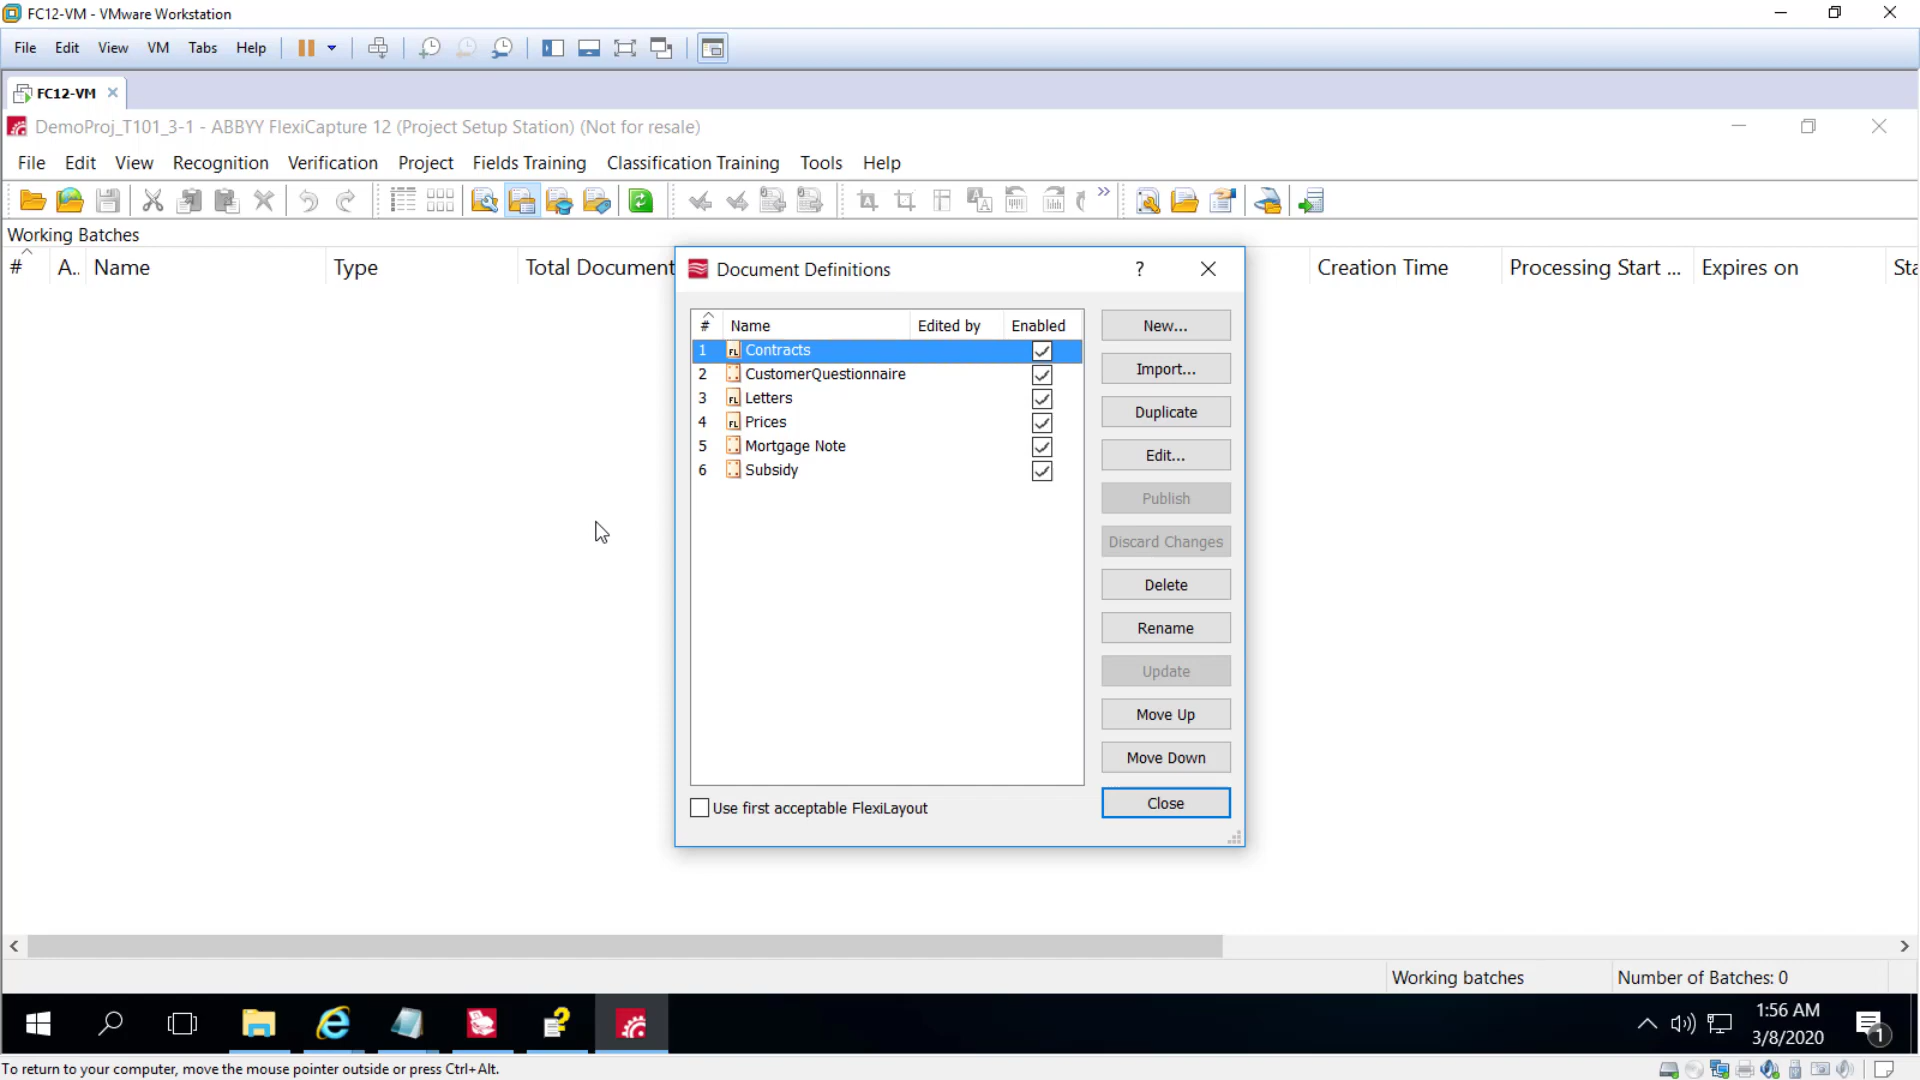 FC12-VM - VMware Workstation
File Edit View VM Tabs Help
FC12-VM
DemoProj_T101_3-1 - ABBYY FlexiCapture 12 (Project Setup Station) (Not for resale)
File Edit View Recognition Verification Project Fields Training Classification Training Tools Help
Working Batches
# A.. Name Type Total Document Creation Time Processing Start ... Expires on Sta
Document Definitions
# Name Edited by Enabled
1 FL Contracts
2 CustomerQuestionnaire
3 FL Letters
4 FL Prices
5 Mortgage Note
6 Subsidy
New...
Import...
Duplicate
Edit...
Publish
Discard Changes
Delete
Rename
Update
Move Up
Move Down
Use first acceptable FlexiLayout
Close
Working batches Number of Batches: 0
1:56 AM
3/8/2020
1
To return to your computer, move the mouse pointer outside or press Ctrl+Alt.